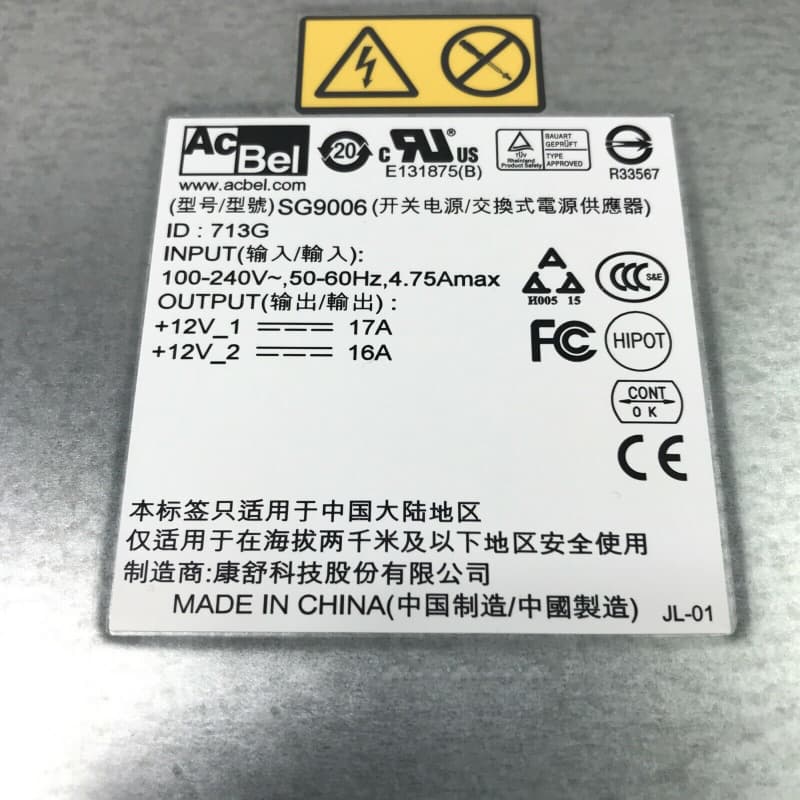 AcBel
www.acbel.com
20
c RU® US
E131875(B)
TÜV
Rheinland
Product Safety
BAUART
GEPRÜFT
TYPE
APPROVED
R33567
(型号/型號)SG9006(开关电源/交换式電源供應器)
ID : 713G
INPUT(输入/輸入):
100-240V~,50-60Hz,4.75Amax
OUTPUT(输出/輸出) :
+12V_1 17A
+12V_2 16A
H005 15
CCC S&E
FC
HIPOT
CONT
OK
CE
本标签只适用于中国大陆地区
仅适用于在海拔两千米及以下地区安全使用
制造商:康舒科技股份有限公司
MADE IN CHINA(中国制造/中國製造) JL-01